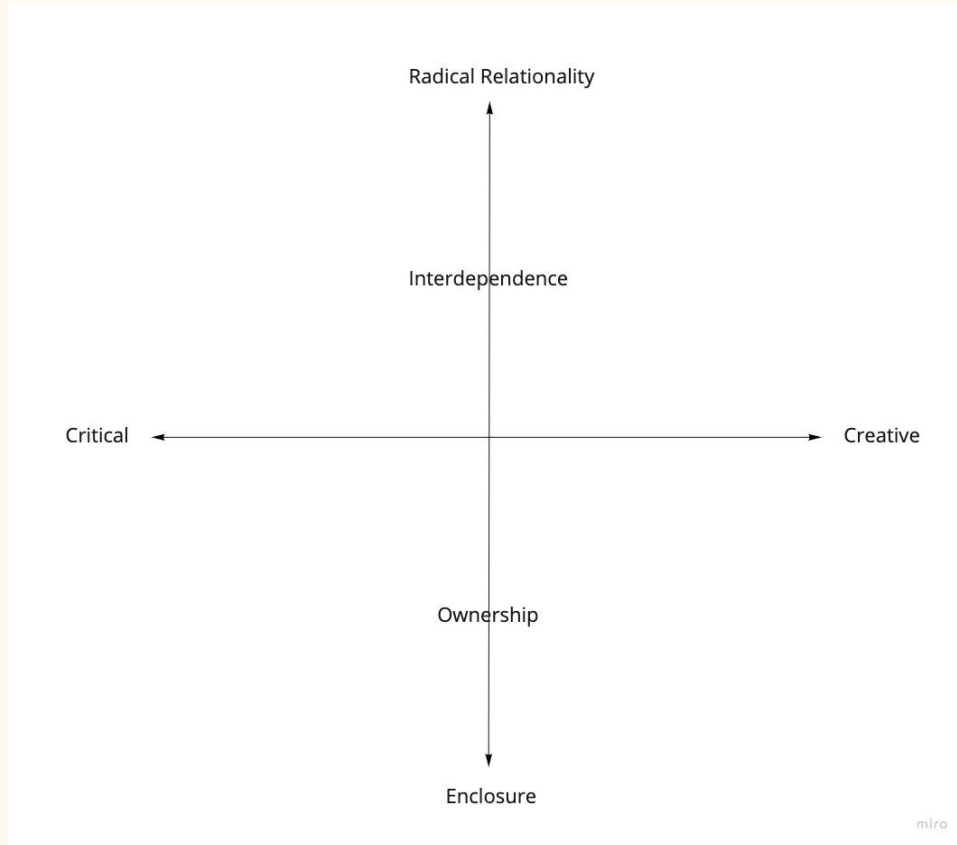 Radical Relationality
Interdependence
Critical
Creative
Ownership
Enclosure
miro